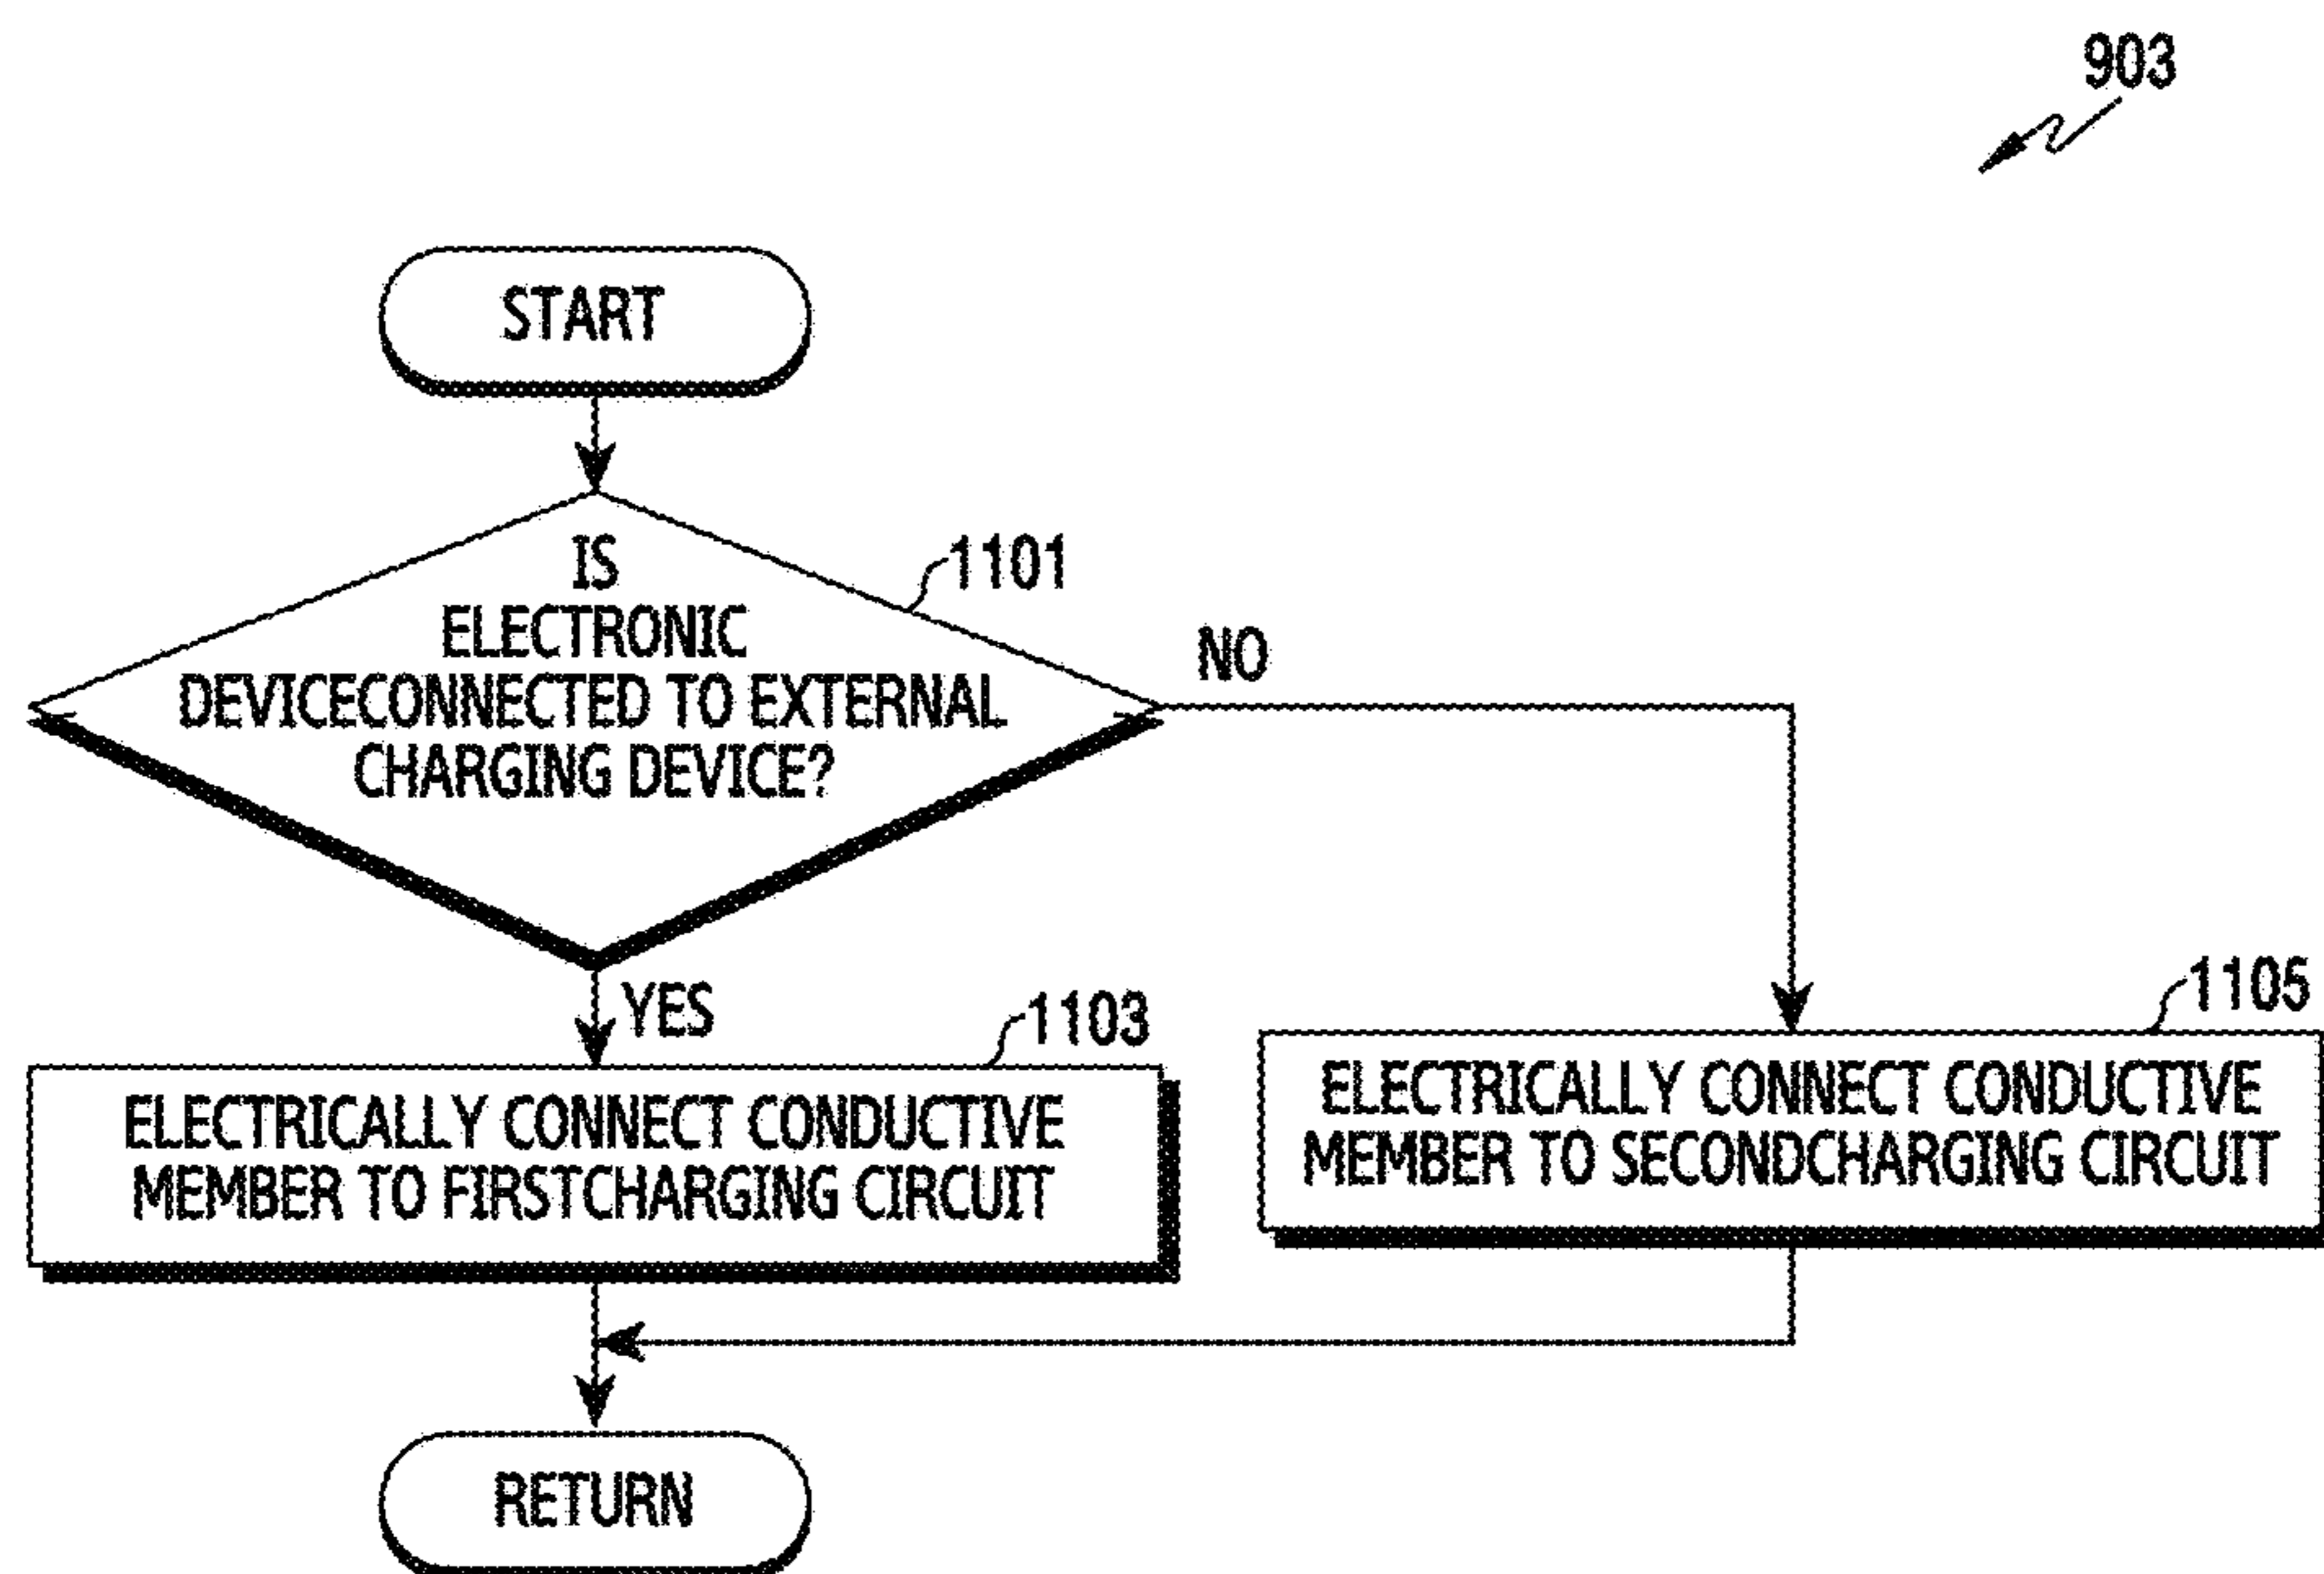 903
START
IS
ELECTRONIC
DEVICECONNECTED TO EXTERNAL
CHARGING DEVICE?
1101
NO
YES
1103
ELECTRICALLY CONNECT CONDUCTIVE
MEMBER TO FIRSTCHARGING CIRCUIT
1105
ELECTRICALLY CONNECT CONDUCTIVE
MEMBER TO SECONDCHARGING CIRCUIT
RETURN